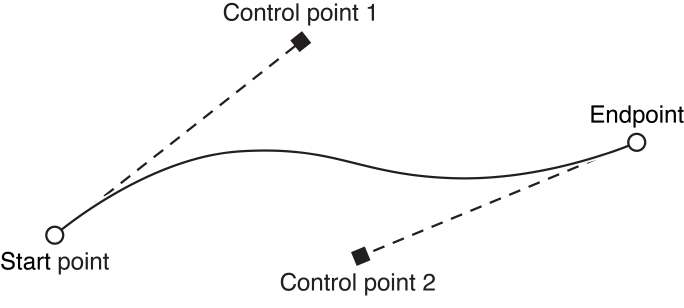 Control point 1
Endpoint
Start point
Control point 2